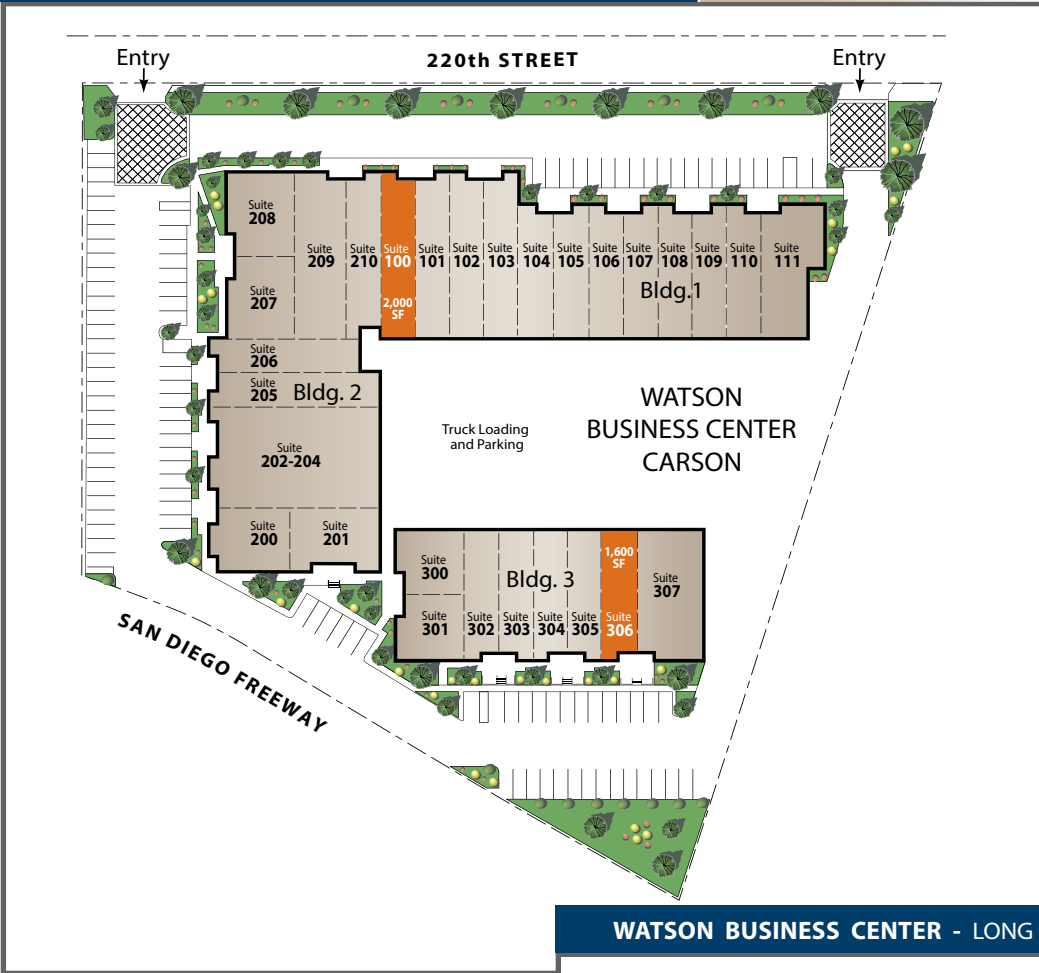 Entry
220th STREET
Entry
Suite
208
Suite
209
Suite
210
Suite
100
Suite
101
Suite
102
Suite
103
Suite
104
Suite
105
Suite
106
Suite
107
Suite
108
Suite
109
Suite
110
Suite
111
Suite
207
2,000
SF
Bldg.1
Suite
206
Suite
205
Bldg. 2
Suite
202-204
Suite
200
Suite
201
Truck Loading
and Parking
WATSON
BUSINESS CENTER
CARSON
Suite
300
Bldg. 3
1,600
SF
Suite
307
Suite
301
Suite
302
Suite
303
Suite
304
Suite
305
Suite
306
SAN DIEGO FREEWAY
WATSON BUSINESS CENTER - LONG